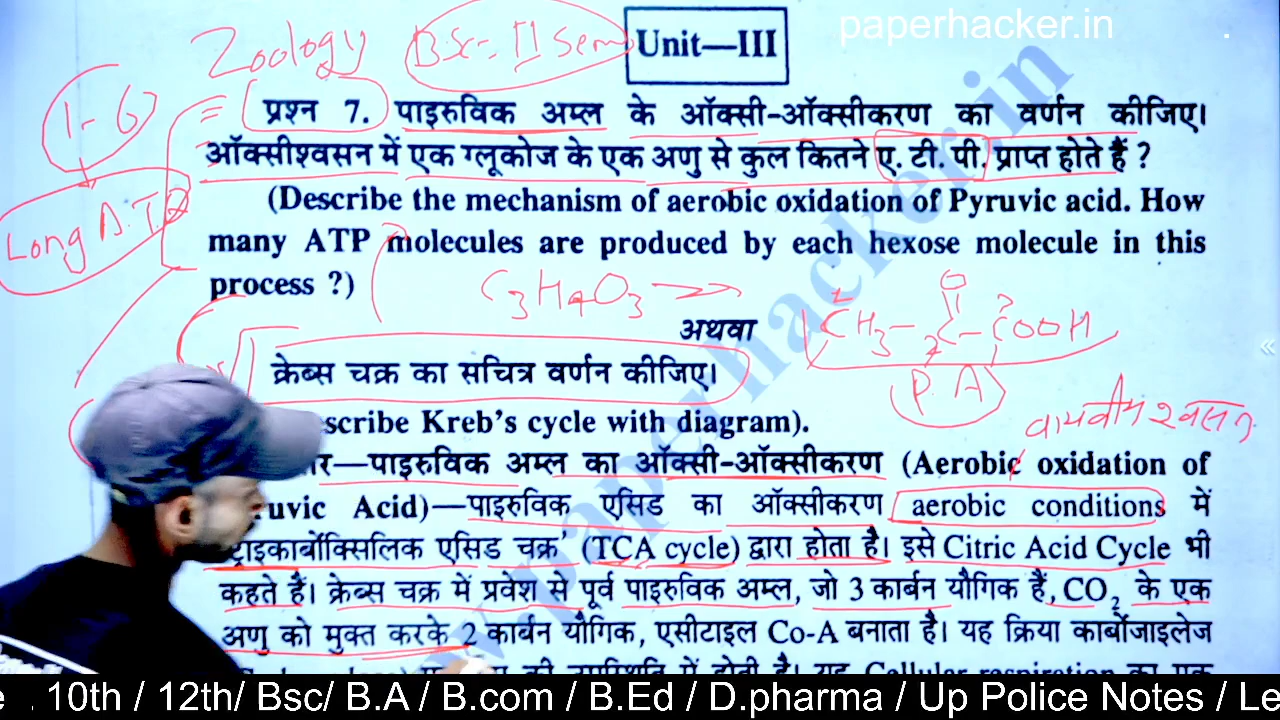 paperhacker.in
Zoology
BSc- II Sem
Unit—III
1-6
प्रश्न 7. पाइरुविक अम्ल के ऑक्सी-ऑक्सीकरण का वर्णन कीजिए।
ऑक्सीश्वसन में एक ग्लूकोज के एक अणु से कुल कितने ए. टी. पी. प्राप्त होते हैं ?
(Describe the mechanism of aerobic oxidation of Pyruvic acid. How
Long
many ATP molecules are produced by each hexose molecule in this
process ?)
C3H4O3
अथवा
CH3-C-COOH
O
1 2 3
P.A
क्रेब्स चक्र का सचित्र वर्णन कीजिए।
scribe Kreb's cycle with diagram).
वायवीय श्वसन
—पाइरुविक अम्ल का ऑक्सी-ऑक्सीकरण (Aerobic oxidation of
uvic Acid)—पाइरुविक एसिड का ऑक्सीकरण aerobic conditions में
ट्राइकार्बोक्सिलिक एसिड चक्र' (TCA cycle) द्वारा होता है। इसे Citric Acid Cycle भी
कहते हैं। क्रेब्स चक्र में प्रवेश से पूर्व पाइरुविक अम्ल, जो 3 कार्बन यौगिक हैं, CO2 के एक
अणु को मुक्त करके 2 कार्बन यौगिक, एसीटाइल Co-A बनाता है। यह क्रिया कार्बोजाइलेज
www.paperhacker.in
10th / 12th/ Bsc/ B.A / B.com / B.Ed / D.pharma / Up Police Notes / Le